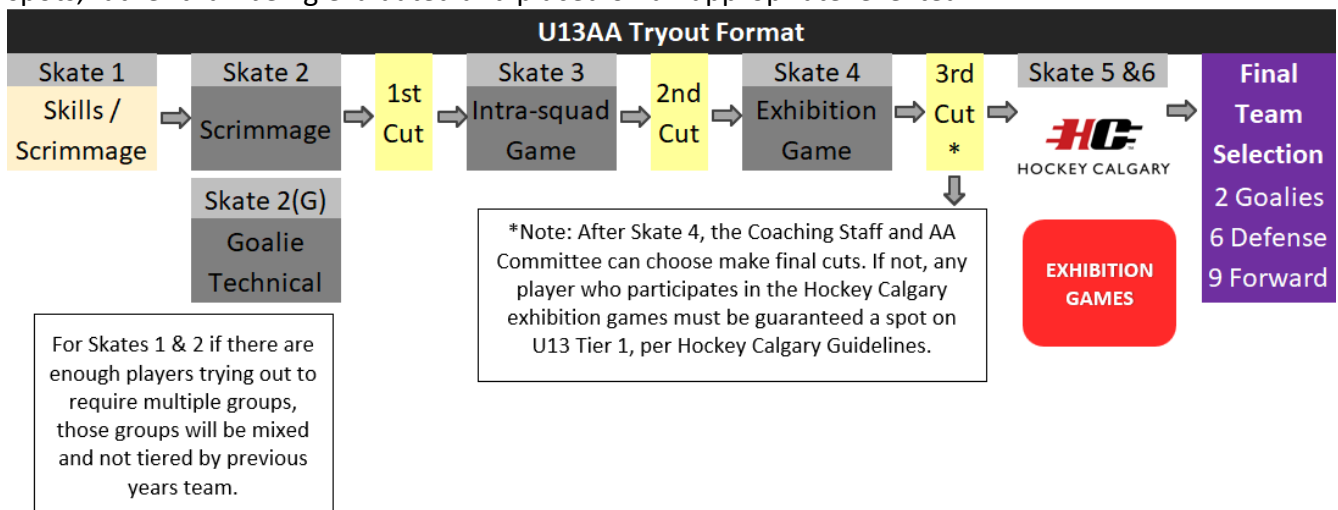 U13AA Tryout Format
Skate 1
Skills /
Scrimmage
Skate 2
Scrimmage
Skate 2(G)
Goalie
Technical
1st
Cut
Skate 3
Intra-squad
Game
2nd
Cut
Skate 4
Exhibition
Game
3rd
Cut
*
Skate 5 &6
HC
HOCKEY CALGARY
EXHIBITION
GAMES
Final
Team
Selection
2 Goalies
6 Defense
9 Forward
For Skates 1 & 2 if there are
enough players trying out to
require multiple groups,
those groups will be mixed
and not tiered by previous
years team.
*Note: After Skate 4, the Coaching Staff and AA
Committee can choose make final cuts. If not, any
player who participates in the Hockey Calgary
exhibition games must be guaranteed a spot on
U13 Tier 1, per Hockey Calgary Guidelines.